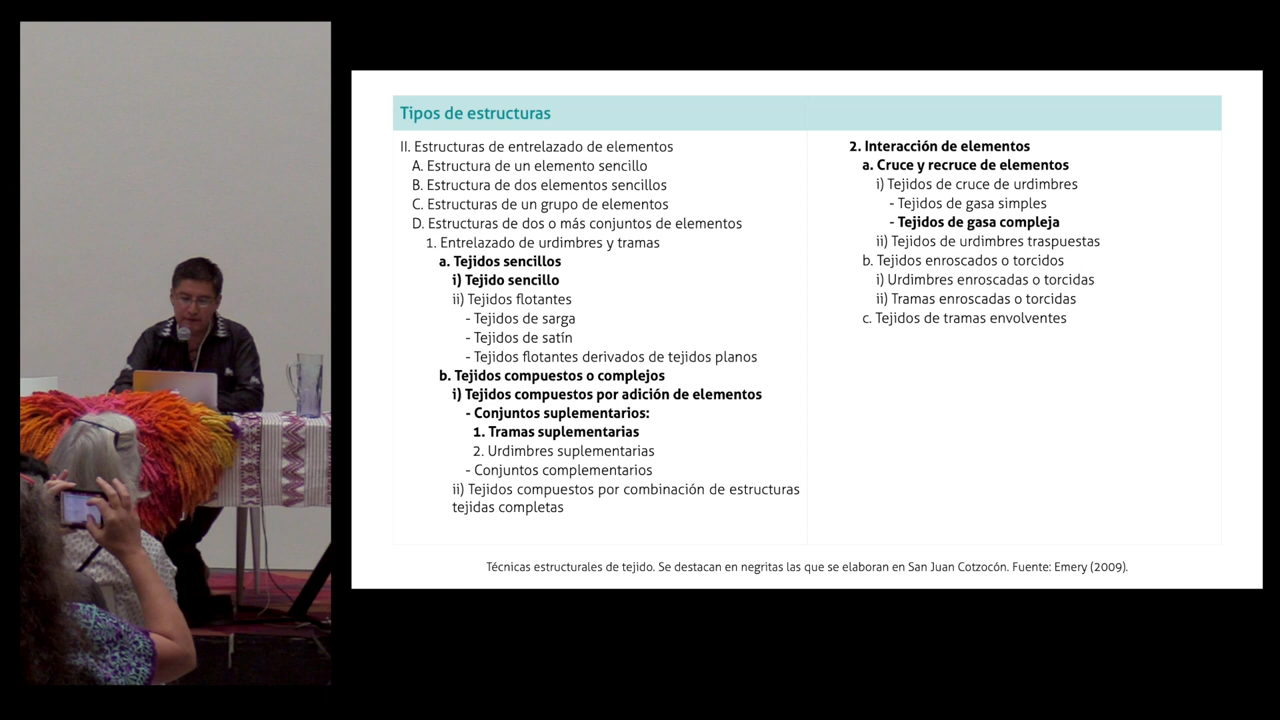 Tipos de estructuras
II. Estructuras de entrelazado de elementos
A. Estructura de un elemento sencillo
B. Estructura de dos elementos sencillos
C. Estructuras de un grupo de elementos
D. Estructuras de dos o más conjuntos de elementos
1. Entrelazado de urdimbres y tramas
a. Tejidos sencillos
i) Tejido sencillo
ii) Tejidos flotantes
- Tejidos de sarga
- Tejidos de satín
- Tejidos flotantes derivados de tejidos planos
b. Tejidos compuestos o complejos
i) Tejidos compuestos por adición de elementos
- Conjuntos suplementarios:
1. Tramas suplementarias
2. Urdimbres suplementarias
- Conjuntos complementarios
ii) Tejidos compuestos por combinación de estructuras
tejidas completas
2. Interacción de elementos
a. Cruce y recruce de elementos
i) Tejidos de cruce de urdimbres
- Tejidos de gasa simples
- Tejidos de gasa compleja
ii) Tejidos de urdimbres traspuestas
b. Tejidos enroscados o torcidos
i) Urdimbres enroscadas o torcidas
ii) Tramas enroscadas o torcidas
c. Tejidos de tramas envolventes
Técnicas estructurales de tejido. Se destacan en negritas las que se elaboran en San Juan Cotzocón. Fuente: Emery (2009).